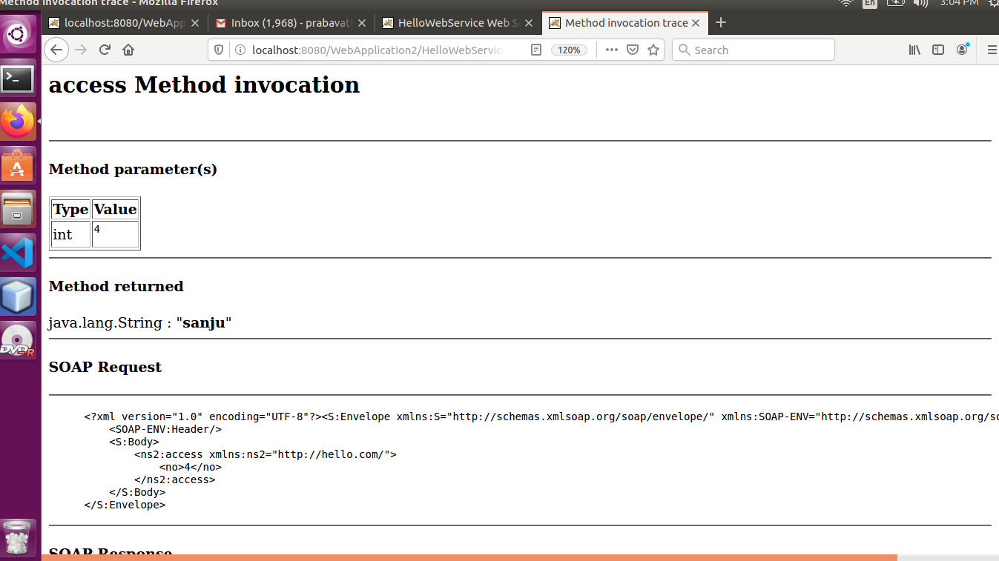 Method invocation trace - Mozilla Firefox
En
3:04 PM
localhost:8080/WebApp
Inbox (1,968) - prabavat
HelloWebService Web S
Method invocation trace
localhost:8080/WebApplication2/HelloWebService
120%
Search
access Method invocation
Method parameter(s)
Type Value
int 4
Method returned
java.lang.String : "sanju"
SOAP Request
<?xml version="1.0" encoding="UTF-8"?><S:Envelope xmlns:S="http://schemas.xmlsoap.org/soap/envelope/" xmlns:SOAP-ENV="http://schemas.xmlsoap.org/so
<SOAP-ENV:Header/>
<S:Body>
<ns2:access xmlns:ns2="http://hello.com/">
<no>4</no>
</ns2:access>
</S:Body>
</S:Envelope>
SOAP Response
DVD R